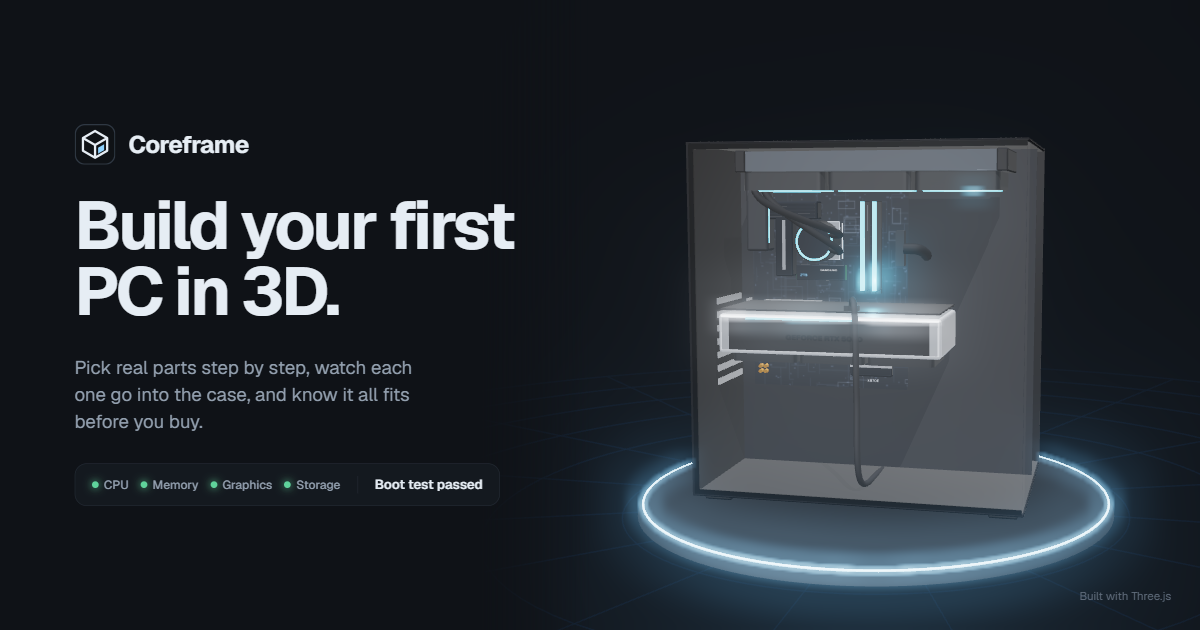 Coreframe
Build your first
PC in 3D.
Pick real parts step by step, watch each
one go into the case, and know it all fits
before you buy.
CPU Memory Graphics Storage Boot test passed
Built with Three.js